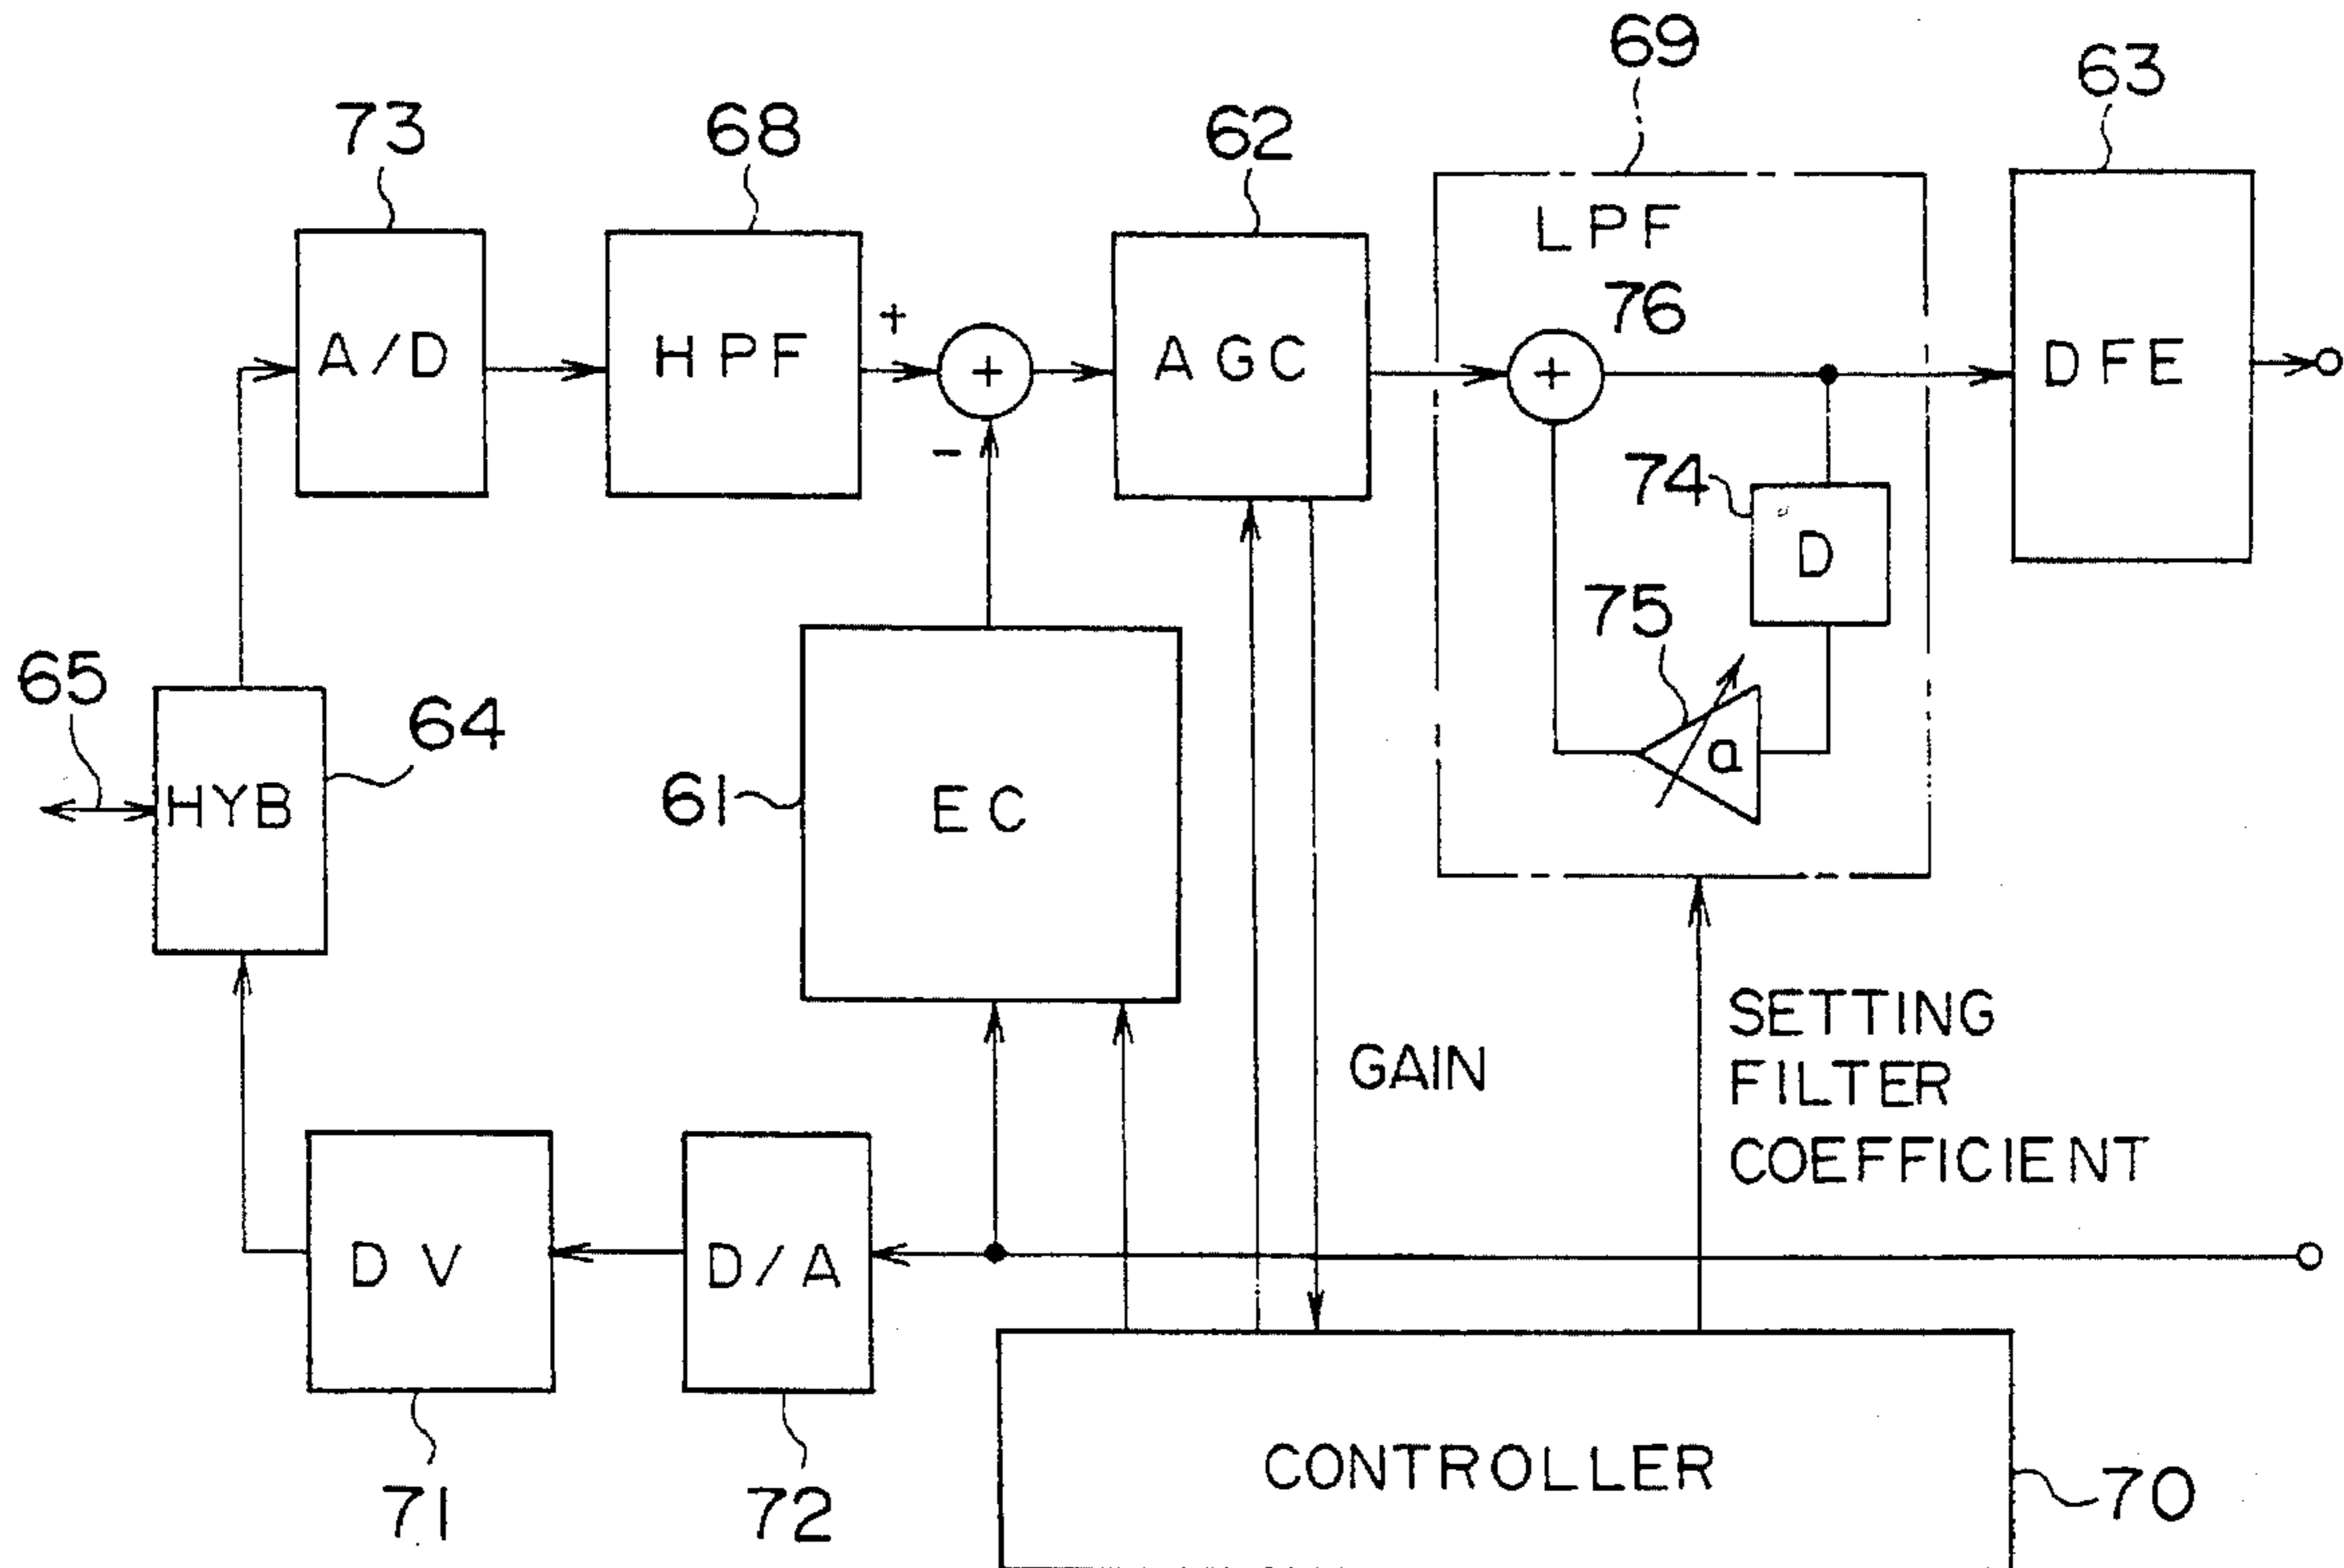 69
63
73
68
62
LPF
76
+
A/D
HPF
+
AGC
+
DFE
-
74
D
75
a
65
64
HYB
61
EC
SETTING
FILTER
COEFFICIENT
GAIN
DV
D/A
CONTROLLER
70
71
72